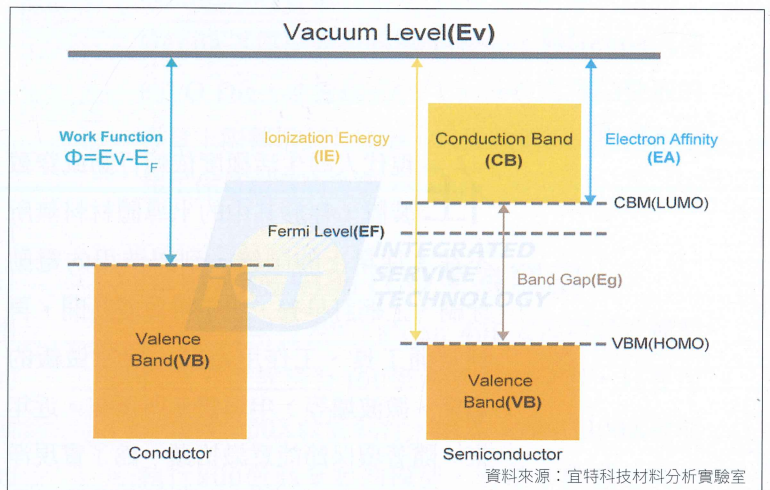 Vacuum Level(Ev)
Work Function
Φ=Ev-EF
Ionization Energy
(IE)
Conduction Band
(CB)
Electron Affinity
(EA)
CBM(LUMO)
Fermi Level(EF)
INTEGRATED
SERVICE
TECHNOLOGY
iST
Band Gap(Eg)
VBM(HOMO)
Valence
Band(VB)
Valence
Band(VB)
Conductor
Semiconductor
資料來源：宜特科技材料分析實驗室